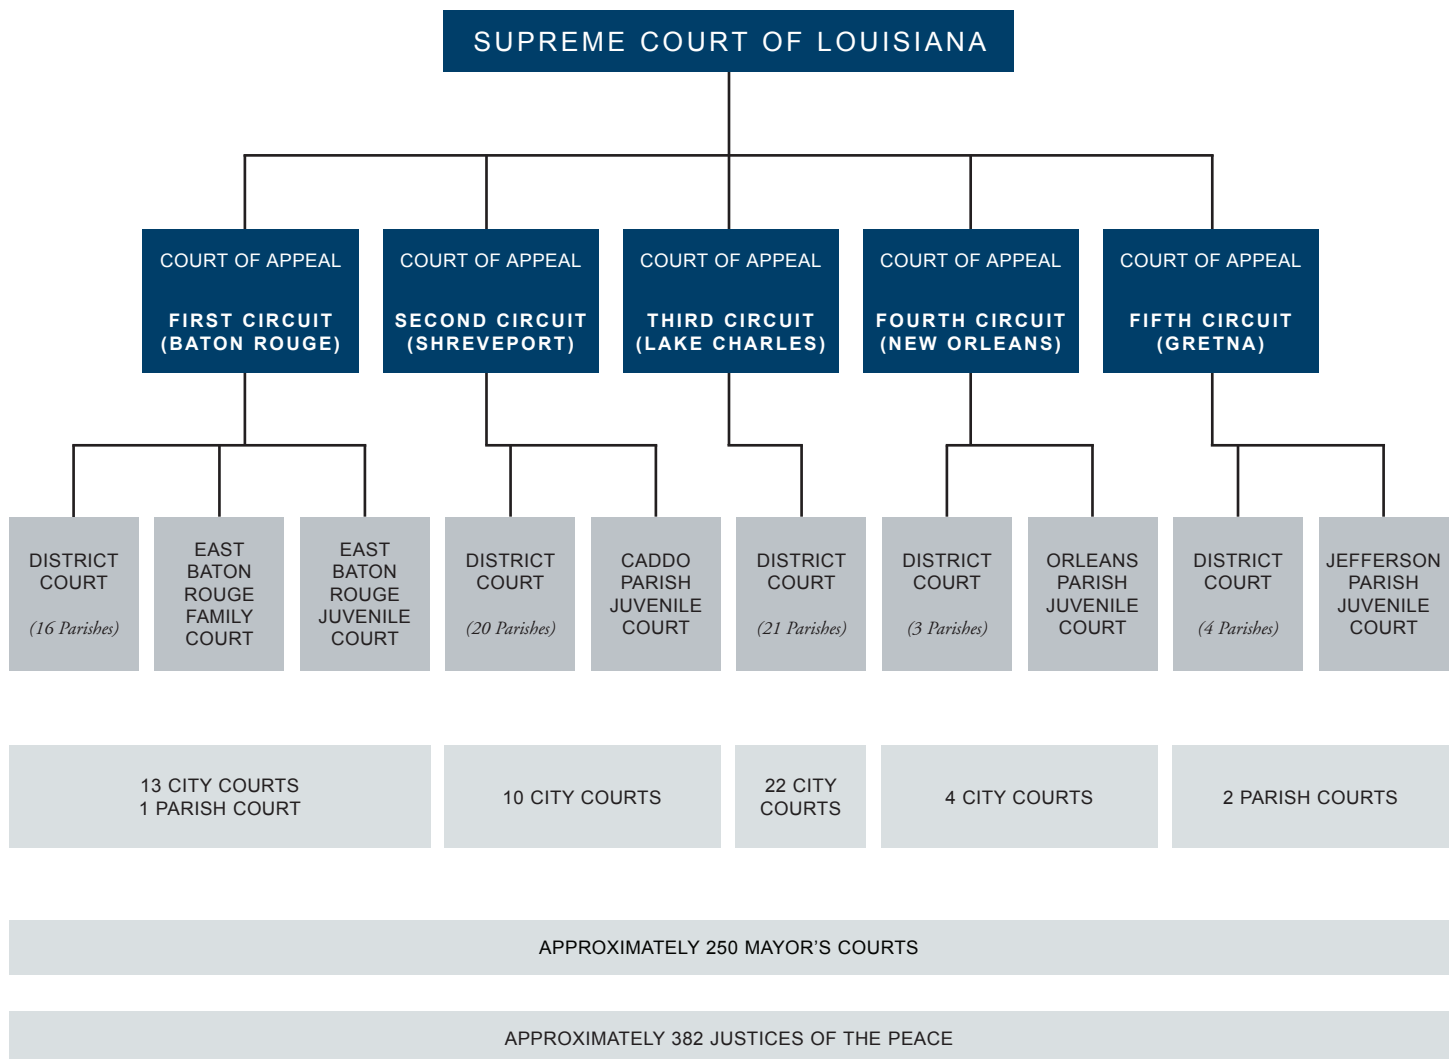 SUPREME COURT OF LOUISIANA
COURT OF APPEAL
FIRST CIRCUIT
(BATON ROUGE)
COURT OF APPEAL
SECOND CIRCUIT
(SHREVEPORT)
COURT OF APPEAL
THIRD CIRCUIT
(LAKE CHARLES)
COURT OF APPEAL
FOURTH CIRCUIT
(NEW ORLEANS)
COURT OF APPEAL
FIFTH CIRCUIT
(GRETNA)
DISTRICT
COURT
(16 Parishes)
EAST
BATON
ROUGE
FAMILY
COURT
EAST
BATON
ROUGE
JUVENILE
COURT
DISTRICT
COURT
(20 Parishes)
CADDO
PARISH
JUVENILE
COURT
DISTRICT
COURT
(21 Parishes)
DISTRICT
COURT
(3 Parishes)
ORLEANS
PARISH
JUVENILE
COURT
DISTRICT
COURT
(4 Parishes)
JEFFERSON
PARISH
JUVENILE
COURT
13 CITY COURTS
1 PARISH COURT
10 CITY COURTS
22 CITY
COURTS
4 CITY COURTS
2 PARISH COURTS
APPROXIMATELY 250 MAYOR’S COURTS
APPROXIMATELY 382 JUSTICES OF THE PEACE